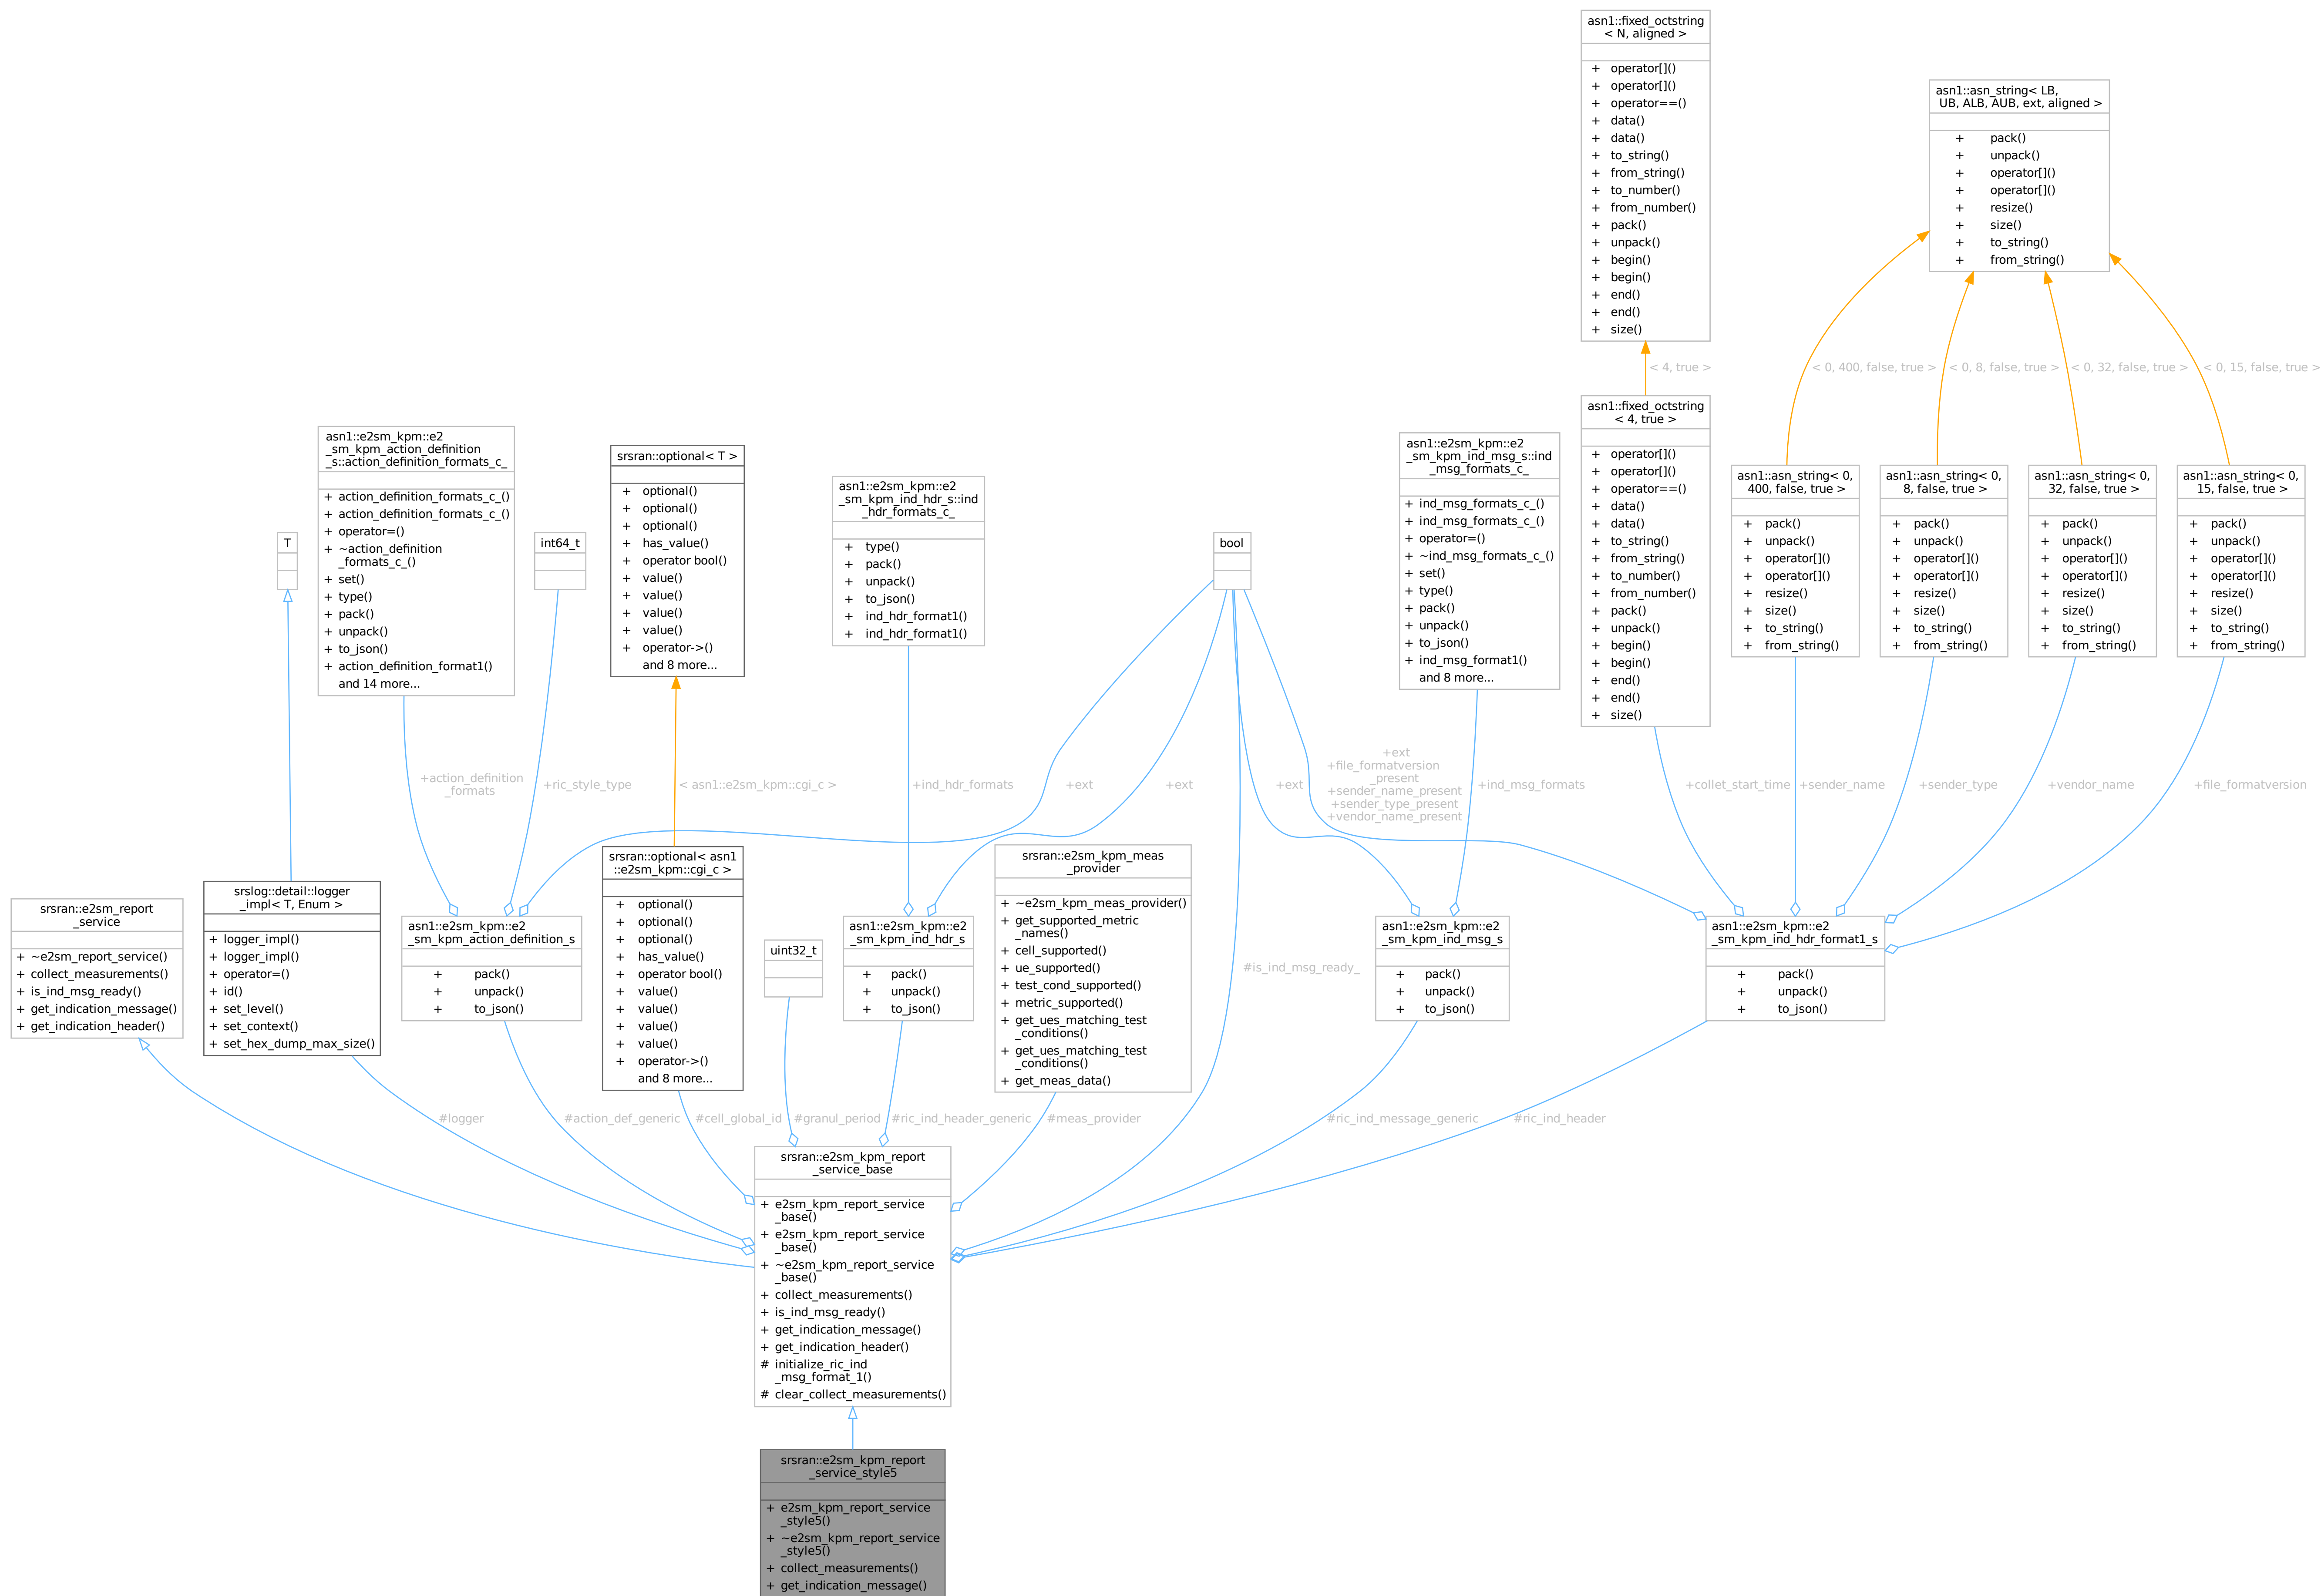 asn1::fixed_octstring
< N, aligned >
+ operator[]()
+ operator[]()
+ operator==()
+ data()
+ data()
+ to_string()
+ from_string()
+ to_number()
+ from_number()
+ pack()
+ unpack()
+ begin()
+ begin()
+ end()
+ end()
+ size()
asn1::asn_string< LB,
UB, ALB, AUB, ext, aligned >
+ pack()
+ unpack()
+ operator[]()
+ operator[]()
+ resize()
+ size()
+ to_string()
+ from_string()
< 4, true >
< 0, 400, false, true >
< 0, 8, false, true >
< 0, 32, false, true >
< 0, 15, false, true >
T
asn1::e2sm_kpm::e2
_sm_kpm_action_definition
_s::action_definition_formats_c_
+ action_definition_formats_c_()
+ action_definition_formats_c_()
+ operator=()
+ ~action_definition
_formats_c_()
+ set()
+ type()
+ pack()
+ unpack()
+ to_json()
+ action_definition_format1()
and 14 more...
int64_t
srsran::optional< T >
+ optional()
+ optional()
+ optional()
+ has_value()
+ operator bool()
+ value()
+ value()
+ value()
+ value()
+ operator->()
and 8 more...
asn1::e2sm_kpm::e2
_sm_kpm_ind_hdr_s::ind
_hdr_formats_c_
+ type()
+ pack()
+ unpack()
+ to_json()
+ ind_hdr_format1()
+ ind_hdr_format1()
bool
asn1::e2sm_kpm::e2
_sm_kpm_ind_msg_s::ind
_msg_formats_c_
+ ind_msg_formats_c_()
+ ind_msg_formats_c_()
+ operator=()
+ ~ind_msg_formats_c_()
+ set()
+ type()
+ pack()
+ unpack()
+ to_json()
+ ind_msg_format1()
and 8 more...
asn1::fixed_octstring
< 4, true >
+ operator[]()
+ operator[]()
+ operator==()
+ data()
+ data()
+ to_string()
+ from_string()
+ to_number()
+ from_number()
+ pack()
+ unpack()
+ begin()
+ begin()
+ end()
+ end()
+ size()
asn1::asn_string< 0,
400, false, true >
+ pack()
+ unpack()
+ operator[]()
+ operator[]()
+ resize()
+ size()
+ to_string()
+ from_string()
asn1::asn_string< 0,
8, false, true >
+ pack()
+ unpack()
+ operator[]()
+ operator[]()
+ resize()
+ size()
+ to_string()
+ from_string()
asn1::asn_string< 0,
32, false, true >
+ pack()
+ unpack()
+ operator[]()
+ operator[]()
+ resize()
+ size()
+ to_string()
+ from_string()
asn1::asn_string< 0,
15, false, true >
+ pack()
+ unpack()
+ operator[]()
+ operator[]()
+ resize()
+ size()
+ to_string()
+ from_string()
+action_definition
_formats
+ric_style_type
< asn1::e2sm_kpm::cgi_c >
+ind_hdr_formats
+ext
+ext
+ext
+ext
+file_formatversion
_present
+sender_name_present
+sender_type_present
+vendor_name_present
+ind_msg_formats
+collet_start_time
+sender_name
+sender_type
+vendor_name
+file_formatversion
srsran::e2sm_report
_service
+ ~e2sm_report_service()
+ collect_measurements()
+ is_ind_msg_ready()
+ get_indication_message()
+ get_indication_header()
srslog::detail::logger
_impl< T, Enum >
+ logger_impl()
+ logger_impl()
+ operator=()
+ id()
+ set_level()
+ set_context()
+ set_hex_dump_max_size()
asn1::e2sm_kpm::e2
_sm_kpm_action_definition_s
+ pack()
+ unpack()
+ to_json()
srsran::optional< asn1
::e2sm_kpm::cgi_c >
+ optional()
+ optional()
+ optional()
+ has_value()
+ operator bool()
+ value()
+ value()
+ value()
+ value()
+ operator->()
and 8 more...
uint32_t
asn1::e2sm_kpm::e2
_sm_kpm_ind_hdr_s
+ pack()
+ unpack()
+ to_json()
srsran::e2sm_kpm_meas
_provider
+ ~e2sm_kpm_meas_provider()
+ get_supported_metric
_names()
+ cell_supported()
+ ue_supported()
+ test_cond_supported()
+ metric_supported()
+ get_ues_matching_test
_conditions()
+ get_ues_matching_test
_conditions()
+ get_meas_data()
#is_ind_msg_ready_
asn1::e2sm_kpm::e2
_sm_kpm_ind_msg_s
+ pack()
+ unpack()
+ to_json()
asn1::e2sm_kpm::e2
_sm_kpm_ind_hdr_format1_s
+ pack()
+ unpack()
+ to_json()
#logger
#action_def_generic
#cell_global_id
#granul_period
#ric_ind_header_generic
#meas_provider
#ric_ind_message_generic
#ric_ind_header
srsran::e2sm_kpm_report
_service_base
+ e2sm_kpm_report_service
_base()
+ e2sm_kpm_report_service
_base()
+ ~e2sm_kpm_report_service
_base()
+ collect_measurements()
+ is_ind_msg_ready()
+ get_indication_message()
+ get_indication_header()
# initialize_ric_ind
_msg_format_1()
# clear_collect_measurements()
srsran::e2sm_kpm_report
_service_style5
+ e2sm_kpm_report_service
_style5()
+ ~e2sm_kpm_report_service
_style5()
+ collect_measurements()
+ get_indication_message()